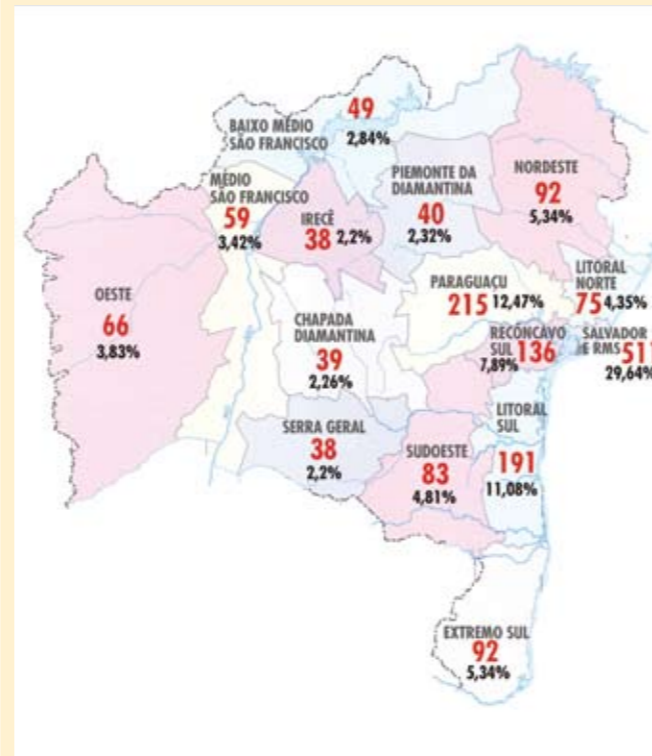 49
BAIXO MÉDIO
SÃO FRANCISCO
2,84%
MÉDIO
SÃO FRANCISCO
59
3,42%
IRECÊ
38 2,2%
PIEMONTE DA
DIAMANTINA
40
2,32%
NORDESTE
92
5,34%
OESTE
66
3,83%
CHAPADA
DIAMANTINA
39
2,26%
PARAGUAÇU
215 12,47%
LITORAL
NORTE
75 4,35%
RECÔNCAVO
SUL 136
7,89%
SALVADOR
E RMS 511
29,64%
SERRA GERAL
38
2,2%
SUDOESTE
83
4,81%
LITORAL
SUL
191
11,08%
EXTREMO SUL
92
5,34%